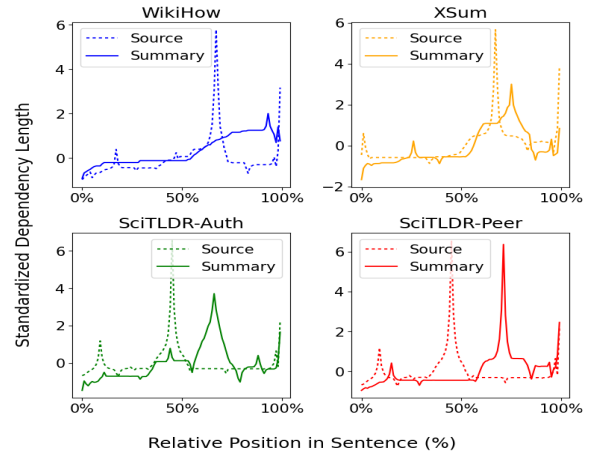 WikiHow
XSum
6
4
2
0
Source
Summary
6
4
2
0
−2
Source
Summary
0%
50%
100%
0%
50%
100%
SciTLDR-Auth
SciTLDR-Peer
6
4
2
0
Source
Summary
6
4
2
0
Source
Summary
0%
50%
100%
0%
50%
100%
Standardized Dependency Length
Relative Position in Sentence (%)